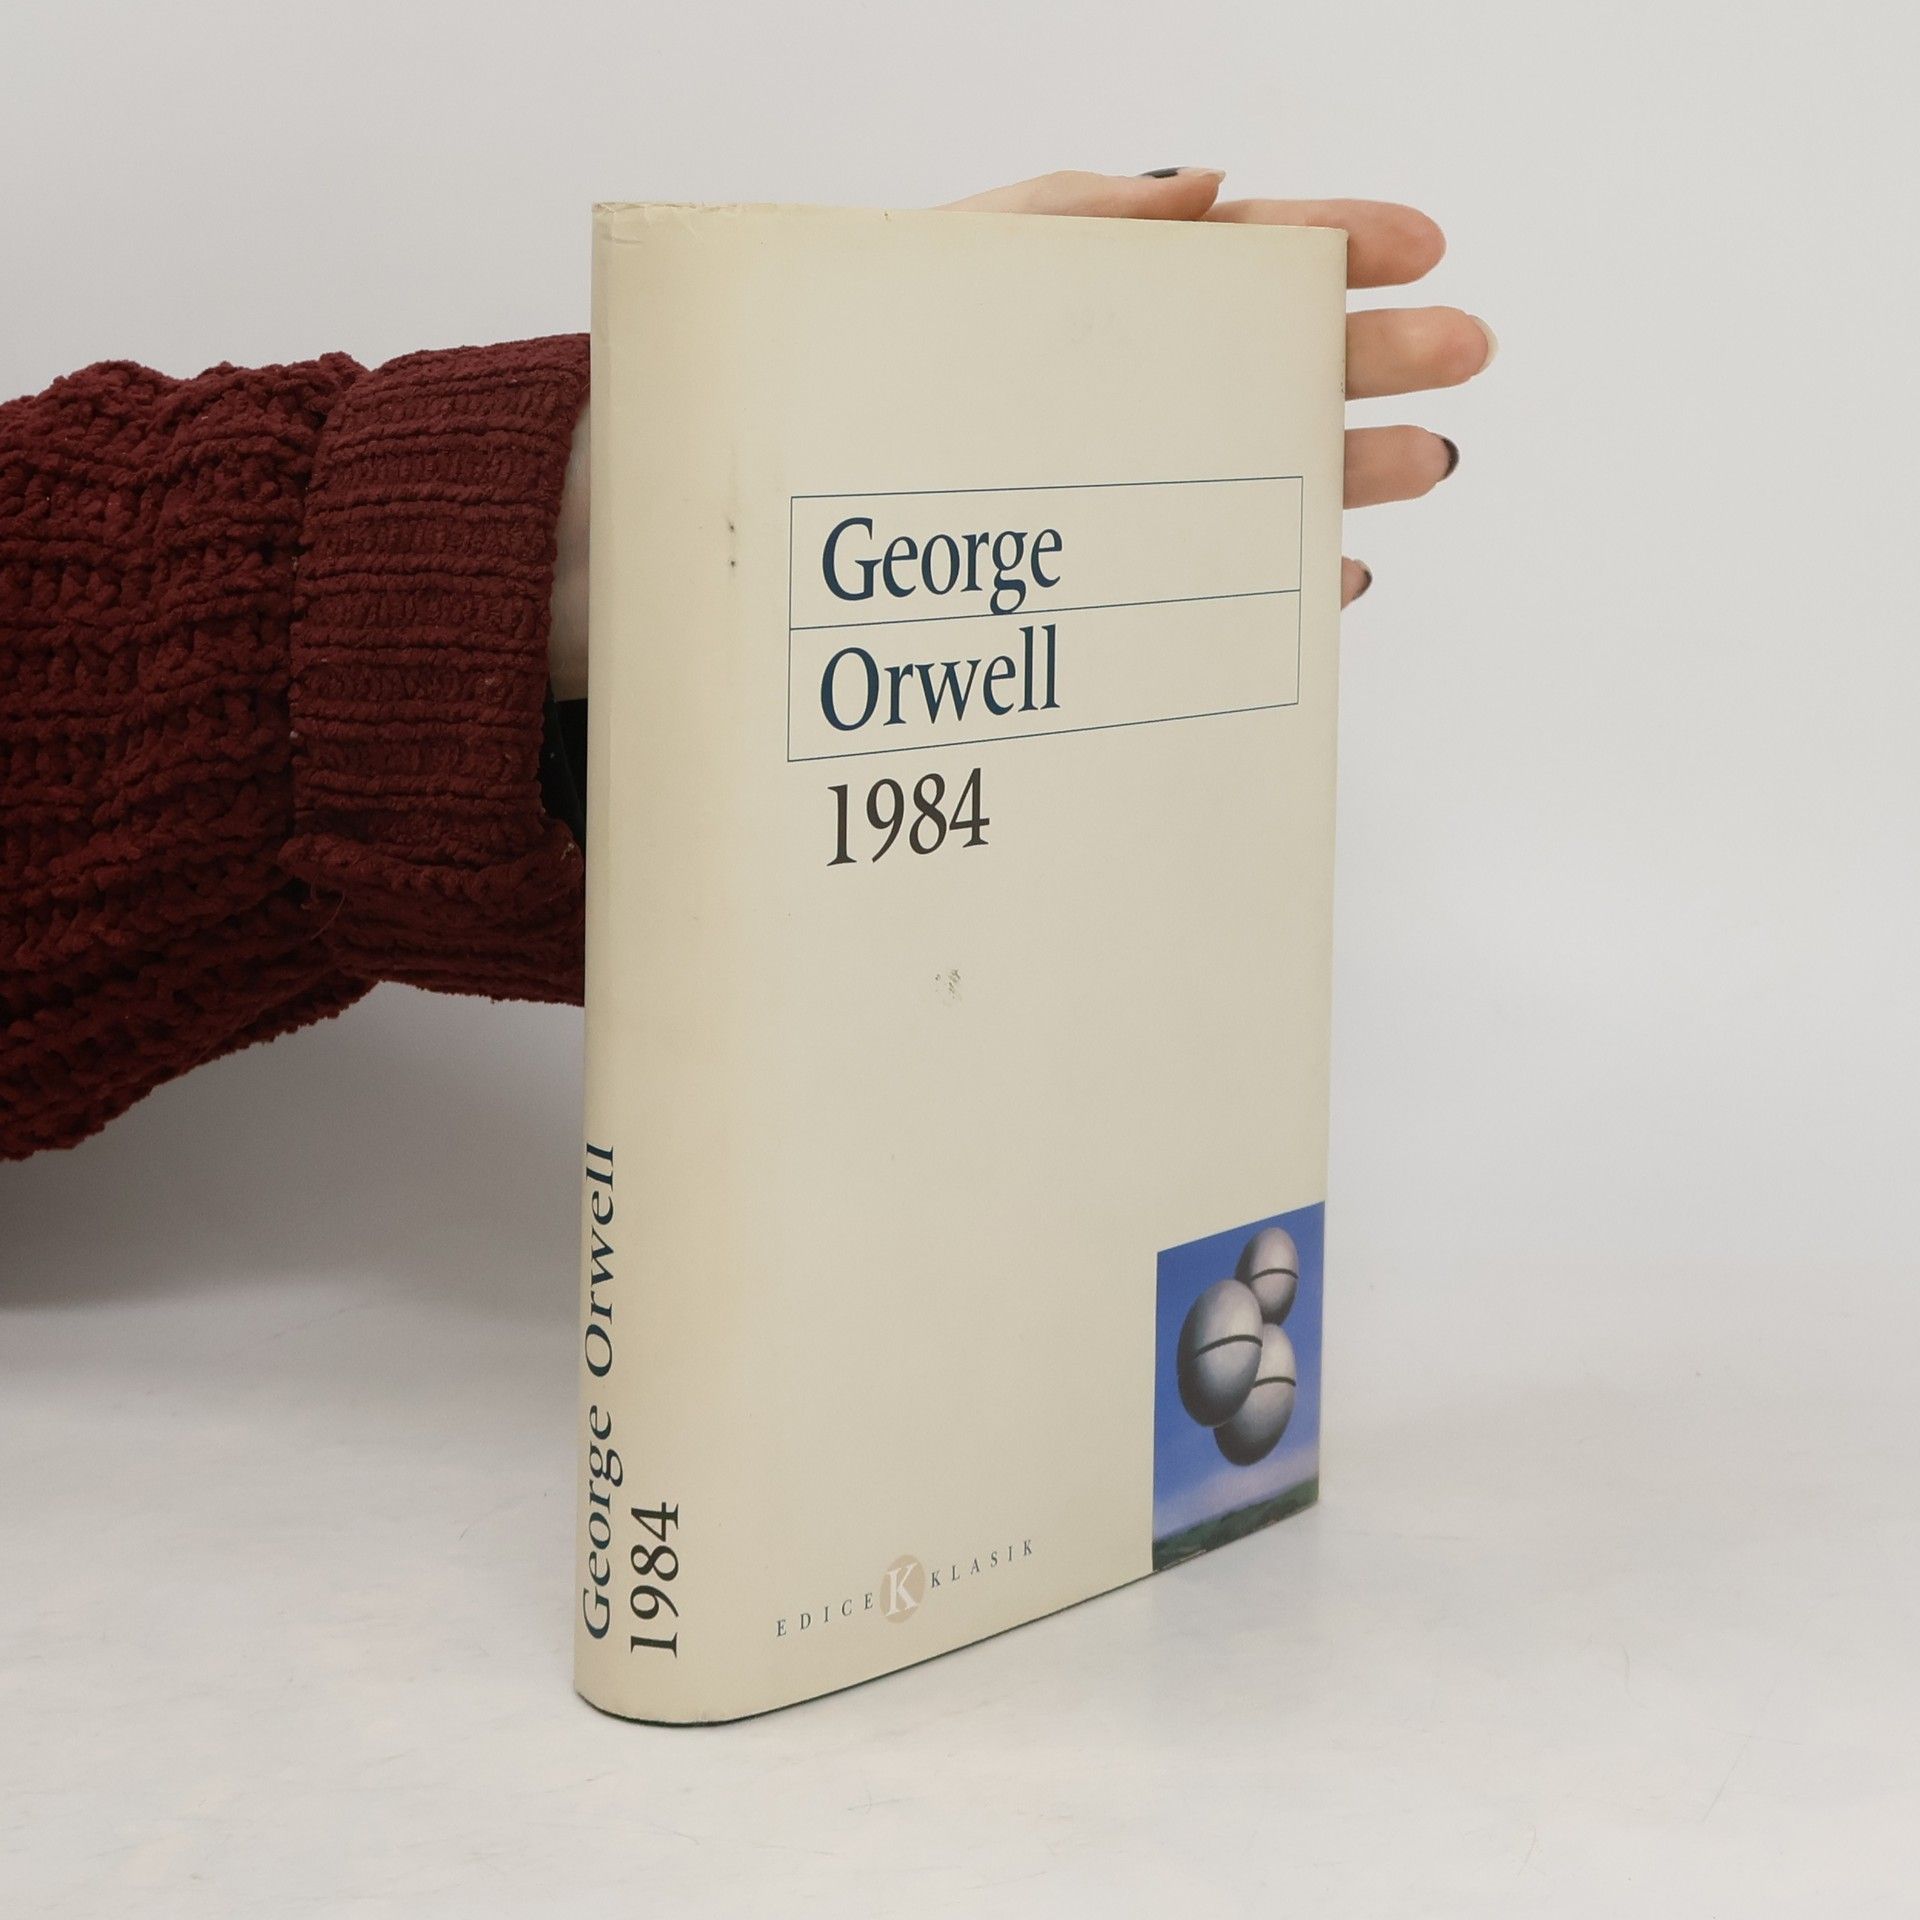 George
Orwell
1984
EDICE K KLASIK
George Orwell
1984